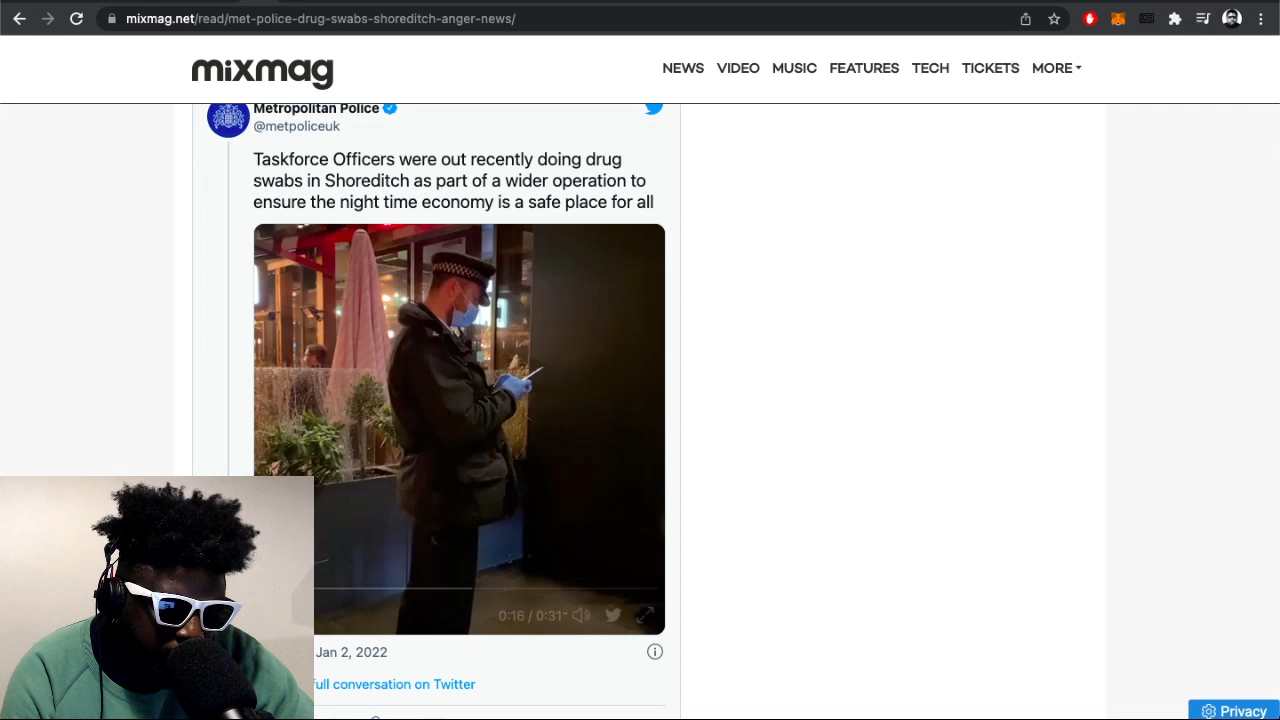 mixmag.net/read/met-police-drug-swabs-shoreditch-anger-news/
mixmag
NEWS VIDEO MUSIC FEATURES TECH TICKETS MORE
Metropolitan Police
@metpoliceuk
Taskforce Officers were out recently doing drug
swabs in Shoreditch as part of a wider operation to
ensure the night time economy is a safe place for all
0:16 / 0:31
Jan 2, 2022
full conversation on Twitter
Privacy